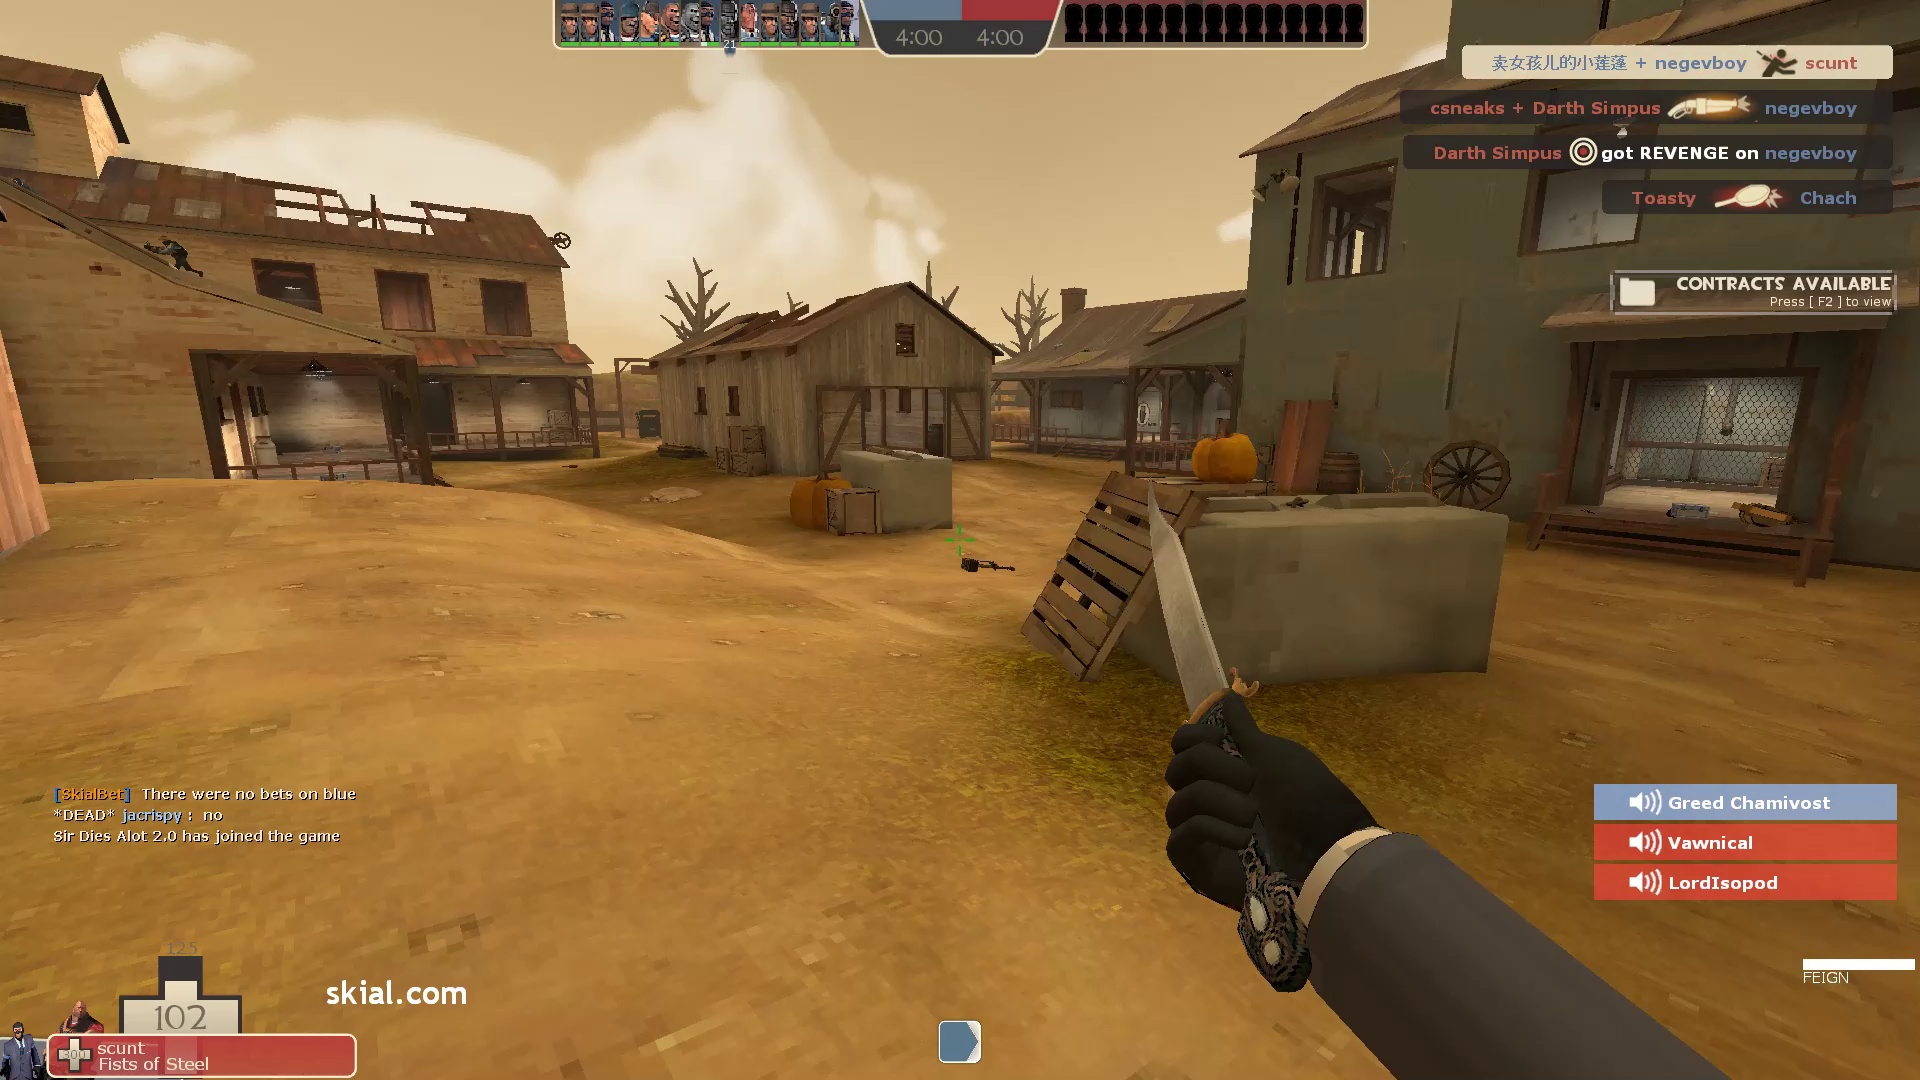 21
4:00 4:00
卖女孩儿的小莲蓬 + negevboy scunt
csneaks + Darth Simpus negevboy
Darth Simpus got REVENGE on negevboy
Toasty Chach
CONTRACTS AVAILABLE
Press [ F2 ] to view
[SkialBet] There were no bets on blue
*DEAD* jacrispy : no
Sir Dies Alot 2.0 has joined the game
Greed Chamivost
Vawnical
LordIsopod
FEIGN
125
102
skial.com
300
scunt
Fists of Steel